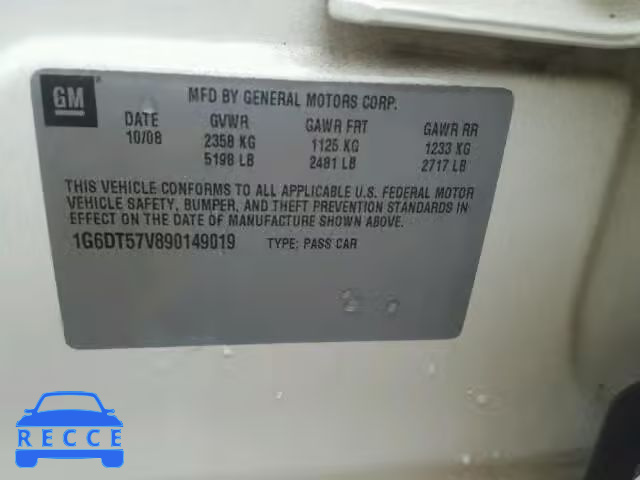 GM
MFD BY GENERAL MOTORS CORP.
DATE GVWR GAWR FRT GAWR RR
10/08 2358 KG 1125 KG 1233 KG
5198 LB 2481 LB 2717 LB
THIS VEHICLE CONFORMS TO ALL APPLICABLE U.S. FEDERAL MOTOR
VEHICLE SAFETY, BUMPER, AND THEFT PREVENTION STANDARDS IN
EFFECT ON THE DATE OF MANUFACTURE SHOWN ABOVE.
1G6DT57V890149019 TYPE: PASS CAR
RECCE